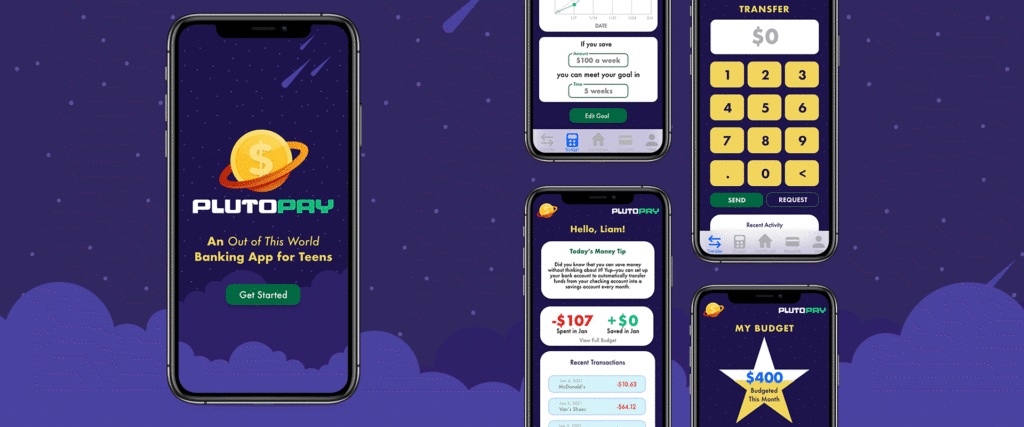 PLUTOPAY
An Out of This World
Banking App for Teens
Get Started
1/7 1/14 1/21 2/8 3/4
DATE
If you save
Amount
$100 a week
you can meet your goal in
Time
5 weeks
Edit Goal
Budget
PLUTOPAY
Hello, Liam!
Today's Money Tip
Did you know that you can save money
without thinking about it? Yup—you can set up
your bank account to automatically transfer
funds from your checking account into a
savings account every month.
-$107 +$0
Spent in Jan Saved in Jan
View Full Budget
Recent Transactions
Jan 6, 2021
McDonald's -$10.63
Jan 5, 2021
Van's Shoes -$64.12
TRANSFER
$0
1 2 3
4 5 6
7 8 9
. 0 <
SEND REQUEST
Recent Activity
Transfer
PLUTOPAY
MY BUDGET
$400
Budgeted
This Month